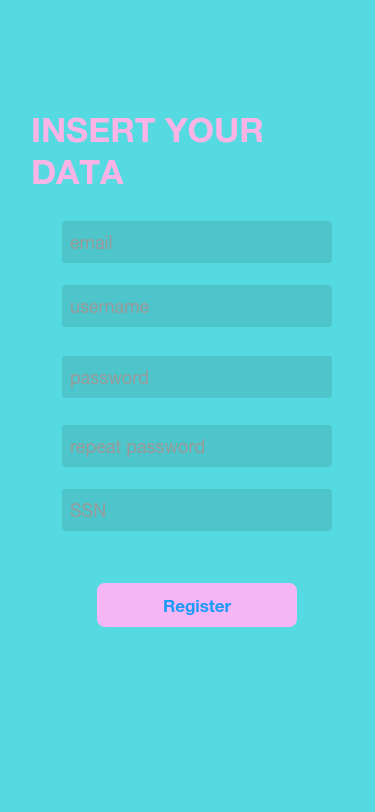 INSERT YOUR
DATA
email
username
password
repeat password
SSN
Register